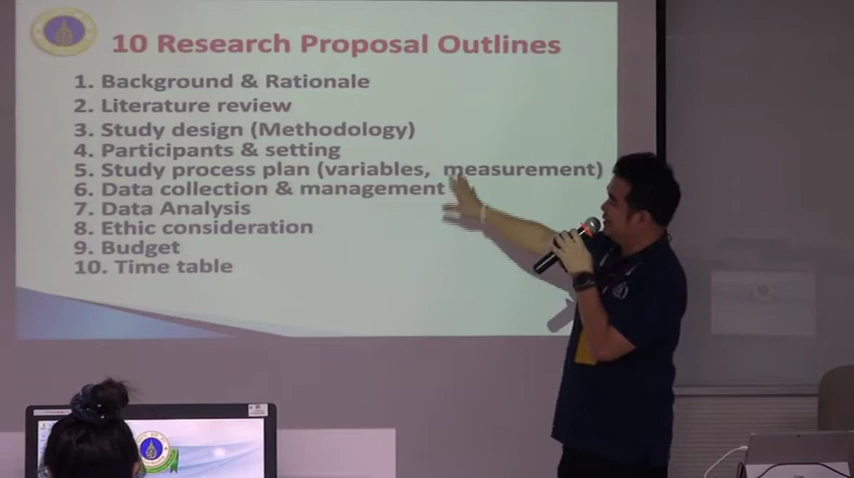 10 Research Proposal Outlines
1. Background & Rationale
2. Literature review
3. Study design (Methodology)
4. Participants & setting
5. Study process plan (variables, measurement)
6. Data collection & management
7. Data Analysis
8. Ethic consideration
9. Budget
10. Time table